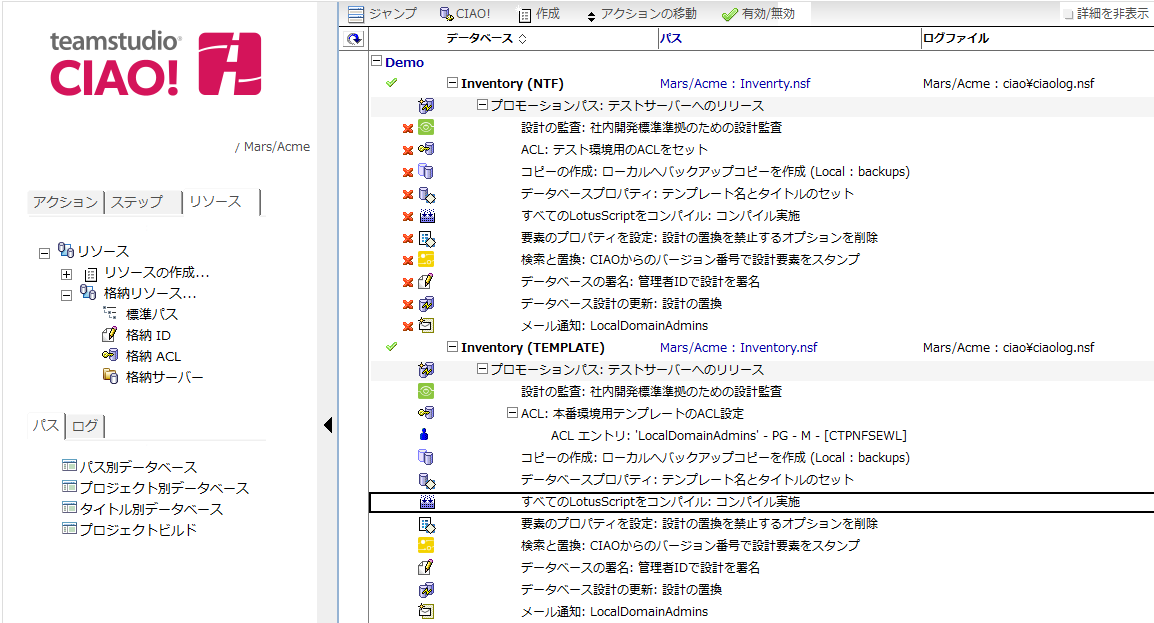 teamstudio
CIAO!
/ Mars/Acme
アクション ステップ リソース
リソース
リソースの作成...
格納リソース...
標準パス
格納 ID
格納 ACL
格納サーバー
パス ログ
パス別データベース
プロジェクト別データベース
タイトル別データベース
プロジェクトビルド
ジャンプ CIAO! 作成 アクションの移動 有効/無効 詳細を非表示
データベース パス ログファイル
Demo
Inventory (NTF) Mars/Acme : Invenrty.nsf Mars/Acme : ciao¥ciaolog.nsf
プロモーションパス: テストサーバーへのリリース
設計の監査: 社内開発標準準拠のための設計監査
ACL: テスト環境用のACLをセット
コピーの作成: ローカルへバックアップコピーを作成 (Local : backups)
データベースプロパティ: テンプレート名とタイトルのセット
すべてのLotusScriptをコンパイル: コンパイル実施
要素のプロパティを設定: 設計の置換を禁止するオプションを削除
検索と置換: CIAOからのバージョン番号で設計要素をスタンプ
データベースの署名: 管理者IDで設計を署名
データベース設計の更新: 設計の置換
メール通知: LocalDomainAdmins
Inventory (TEMPLATE) Mars/Acme : Inventory.nsf Mars/Acme : ciao¥ciaolog.nsf
プロモーションパス: テストサーバーへのリリース
設計の監査: 社内開発標準準拠のための設計監査
ACL: 本番環境用テンプレートのACL設定
ACL エントリ: 'LocalDomainAdmins' - PG - M - [CTPNFSEWL]
コピーの作成: ローカルへバックアップコピーを作成 (Local : backups)
データベースプロパティ: テンプレート名とタイトルのセット
すべてのLotusScriptをコンパイル: コンパイル実施
要素のプロパティを設定: 設計の置換を禁止するオプションを削除
検索と置換: CIAOからのバージョン番号で設計要素をスタンプ
データベースの署名: 管理者IDで設計を署名
データベース設計の更新: 設計の置換
メール通知: LocalDomainAdmins